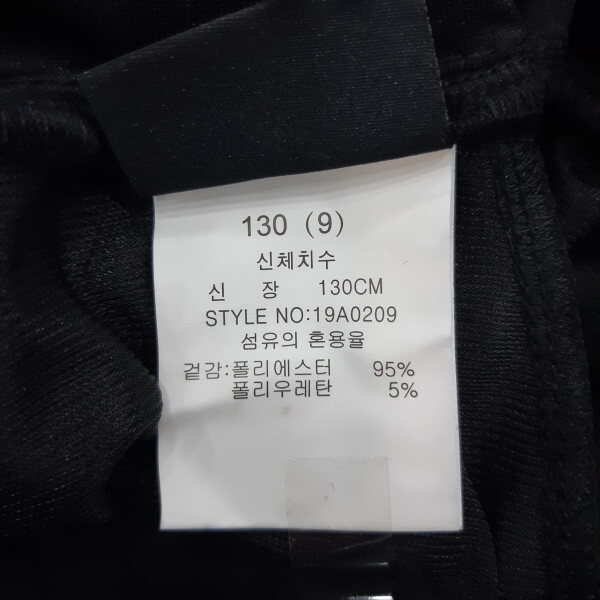 130 (9)
신체치수
신 장 130CM
STYLE NO:19A0209
섬유의 혼용율
겉감:폴리에스터 95%
폴리우레탄 5%